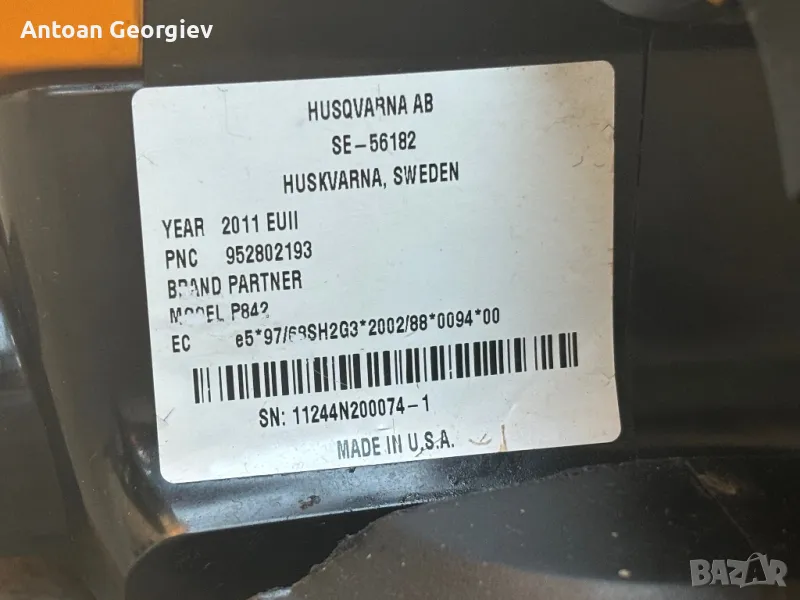 Antoan Georgiev
HUSQVARNA AB
SE-56182
HUSKVARNA, SWEDEN
YEAR 2011 EUII
PNC 952802193
BRAND PARTNER
MODEL P842
EC e5*97/68SH2G3*2002/88*0094*00
SN: 11244N200074-1
MADE IN U.S.A.
BAZAR